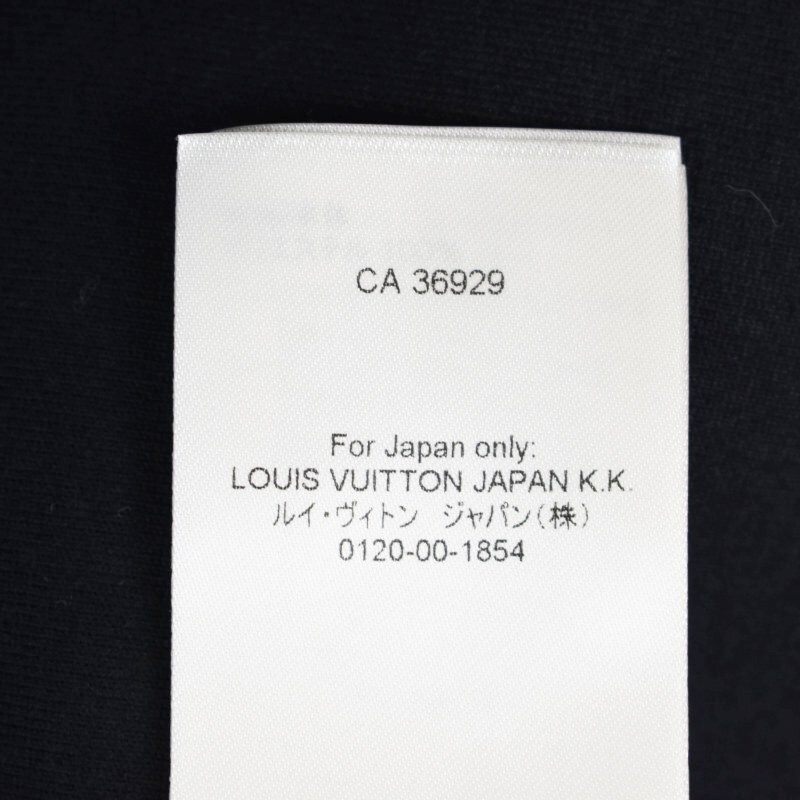 CA 36929
For Japan only:
LOUIS VUITTON JAPAN K.K.
ルイ・ヴィトン ジャパン(株)
0120-00-1854